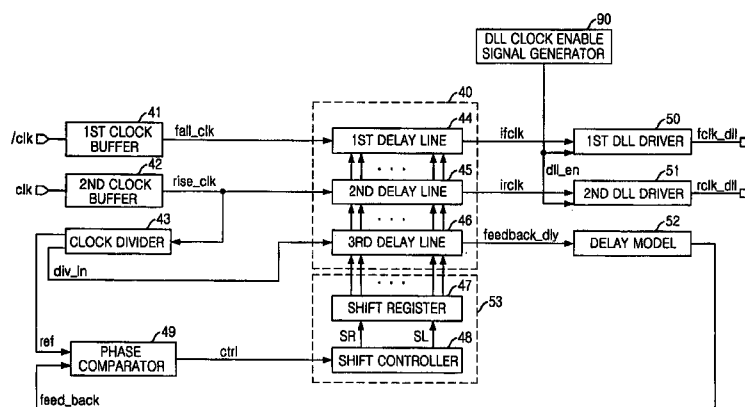 90
DLL CLOCK ENABLE
SIGNAL GENERATOR
40
41
44
50
/clk
1ST CLOCK
BUFFER
fall_clk
1ST DELAY LINE
ifclk
1ST DLL DRIVER
fclk_dll
42
. . .
45
dll_en
51
clk
2ND CLOCK
BUFFER
rise_clk
2ND DELAY LINE
irclk
2ND DLL DRIVER
rclk_dll
43
. . .
46
52
CLOCK DIVIDER
3RD DELAY LINE
feedback_dly
DELAY MODEL
div_in
. . .
47
53
SHIFT REGISTER
ref
49
SR
SL
48
PHASE
COMPARATOR
ctrl
SHIFT CONTROLLER
feed_back